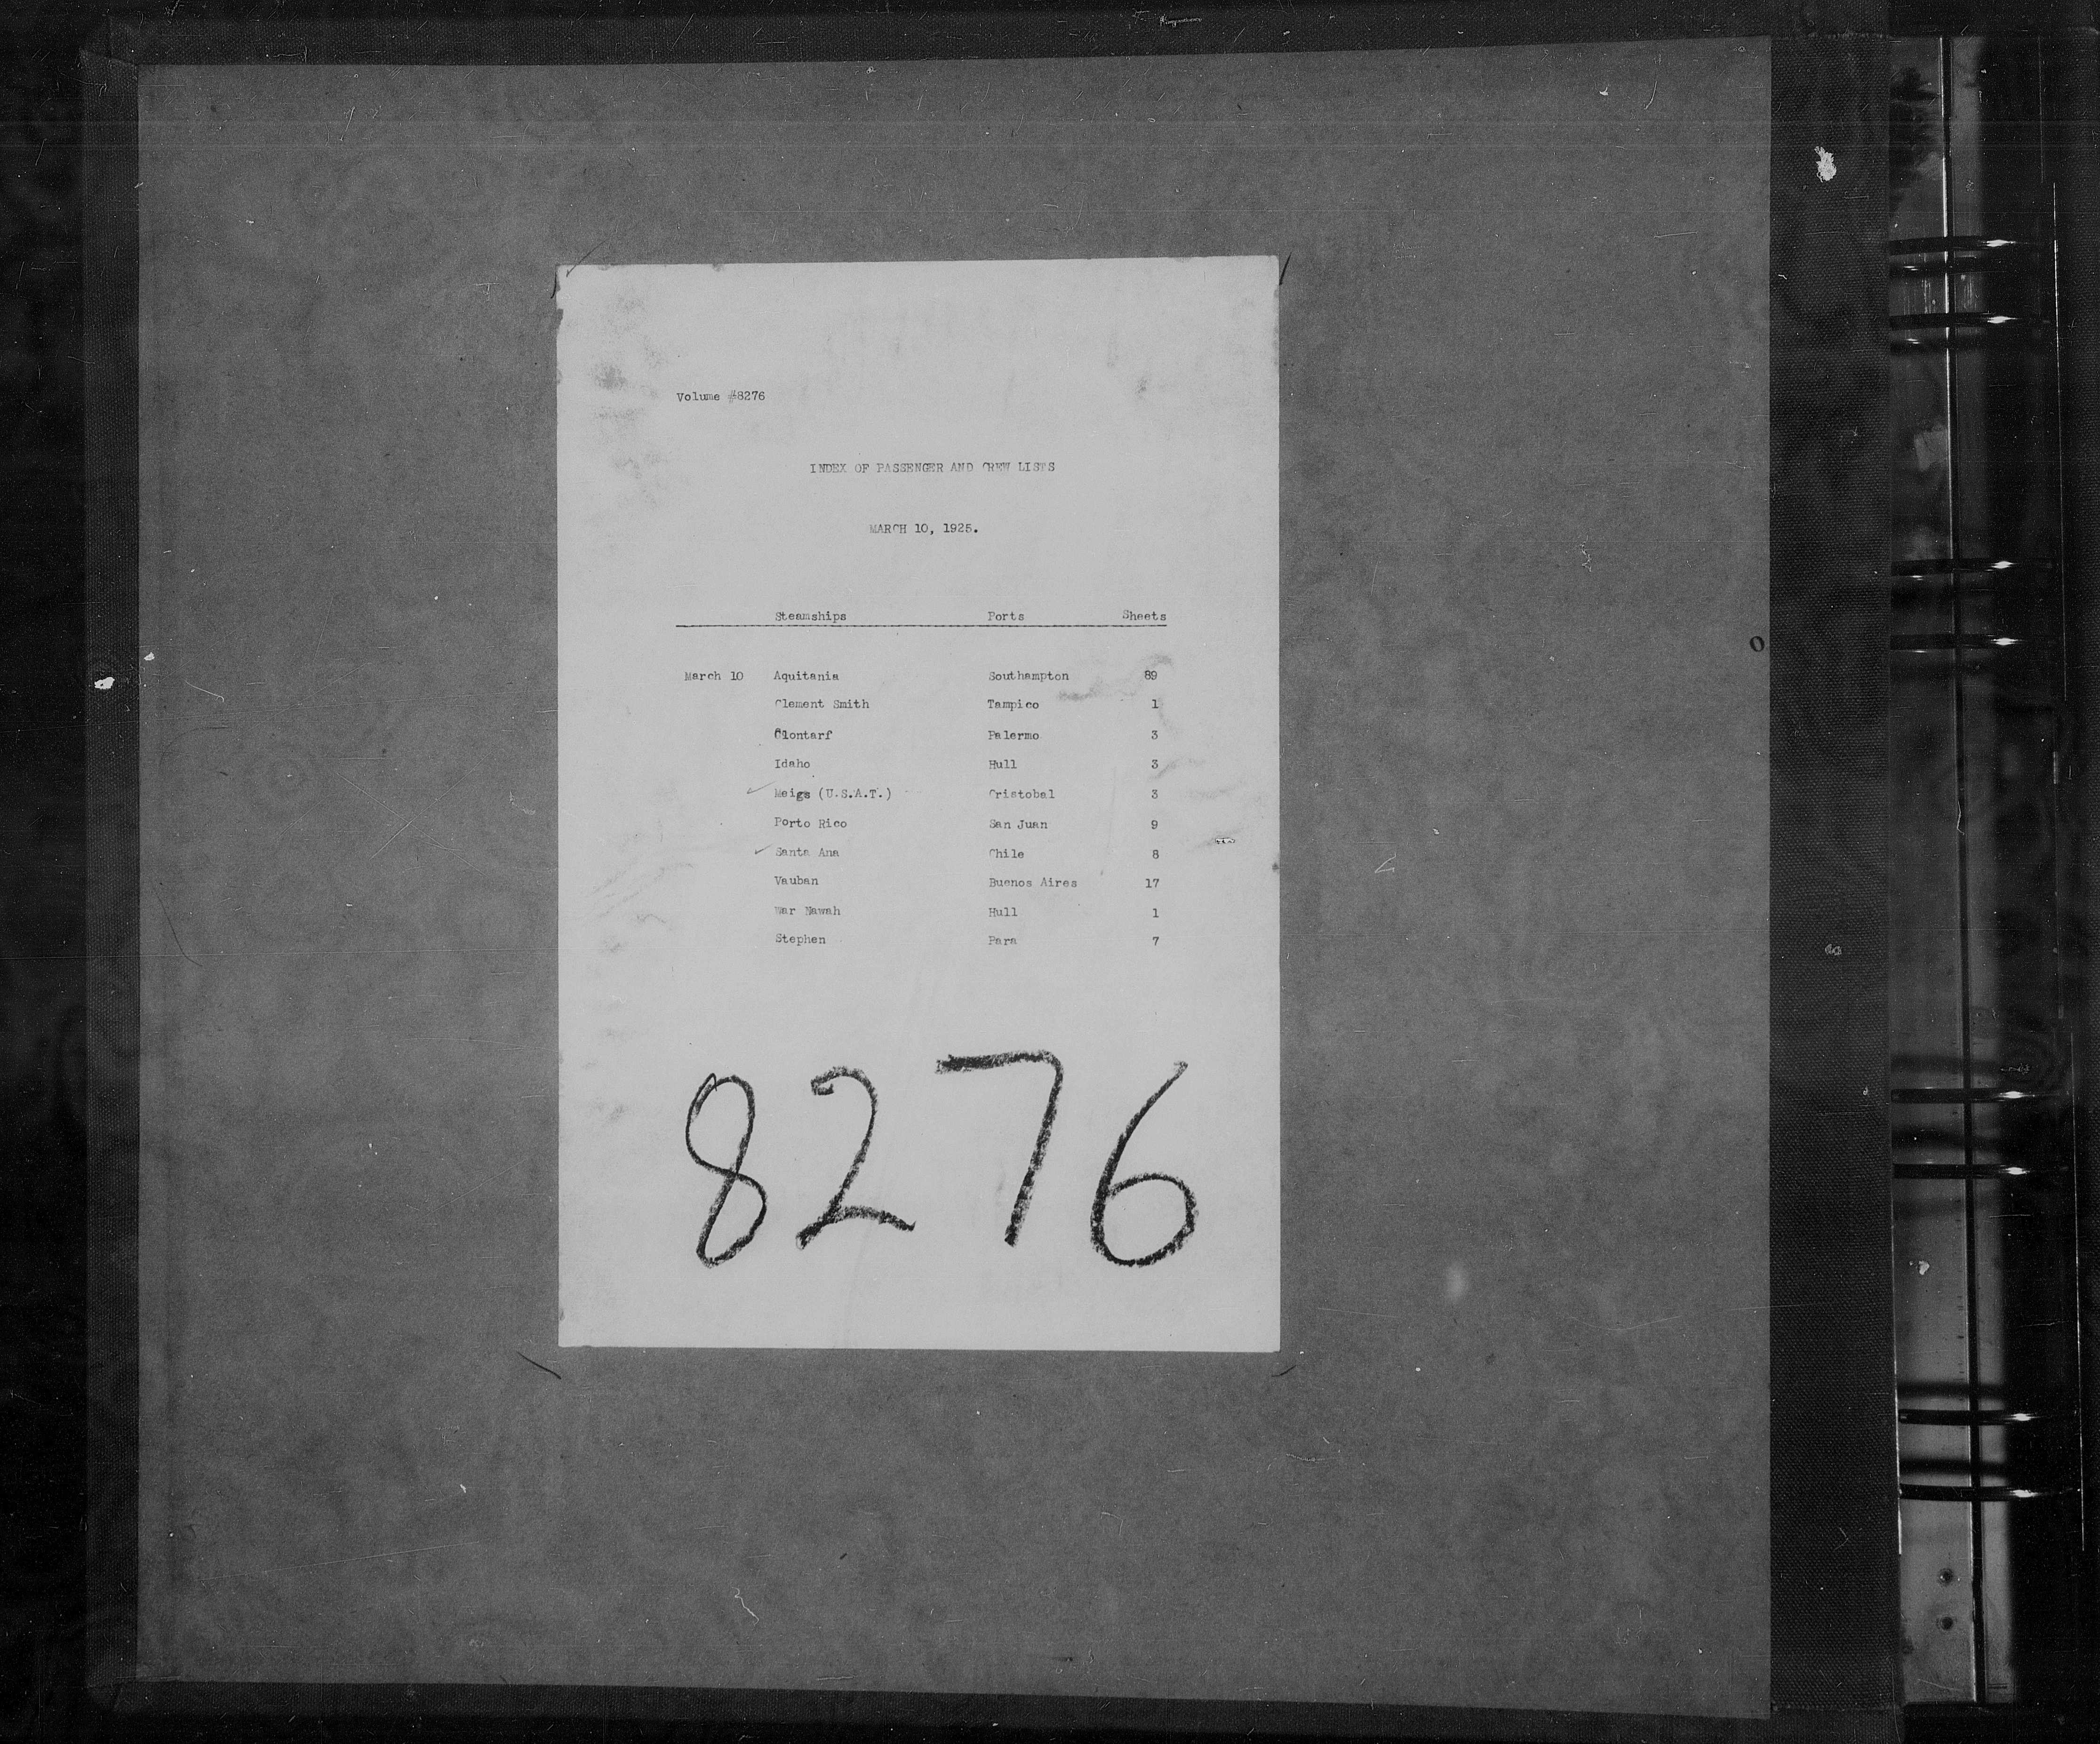 Volume #8276
INDEX OF PASSENGER AND CREW LISTS
MARCH 10, 1925.
Steamships Ports Sheets
March 10 Aquitania Southampton 89
Clement Smith Tampico 1
Clontarf Palermo 3
Idaho Hull 3
Meigs (U.S.A.T.) Cristobal 3
Porto Rico San Juan 9
Santa Ana Chile 8
Vauban Buenos Aires 17
War Nawah Hull 1
Stephen Para 7
8276